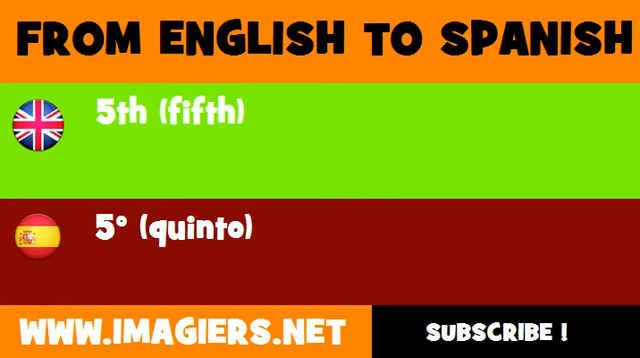 FROM ENGLISH TO SPANISH
5th (fifth)
5° (quinto)
WWW.IMAGIERS.NET
SUBSCRIBE !